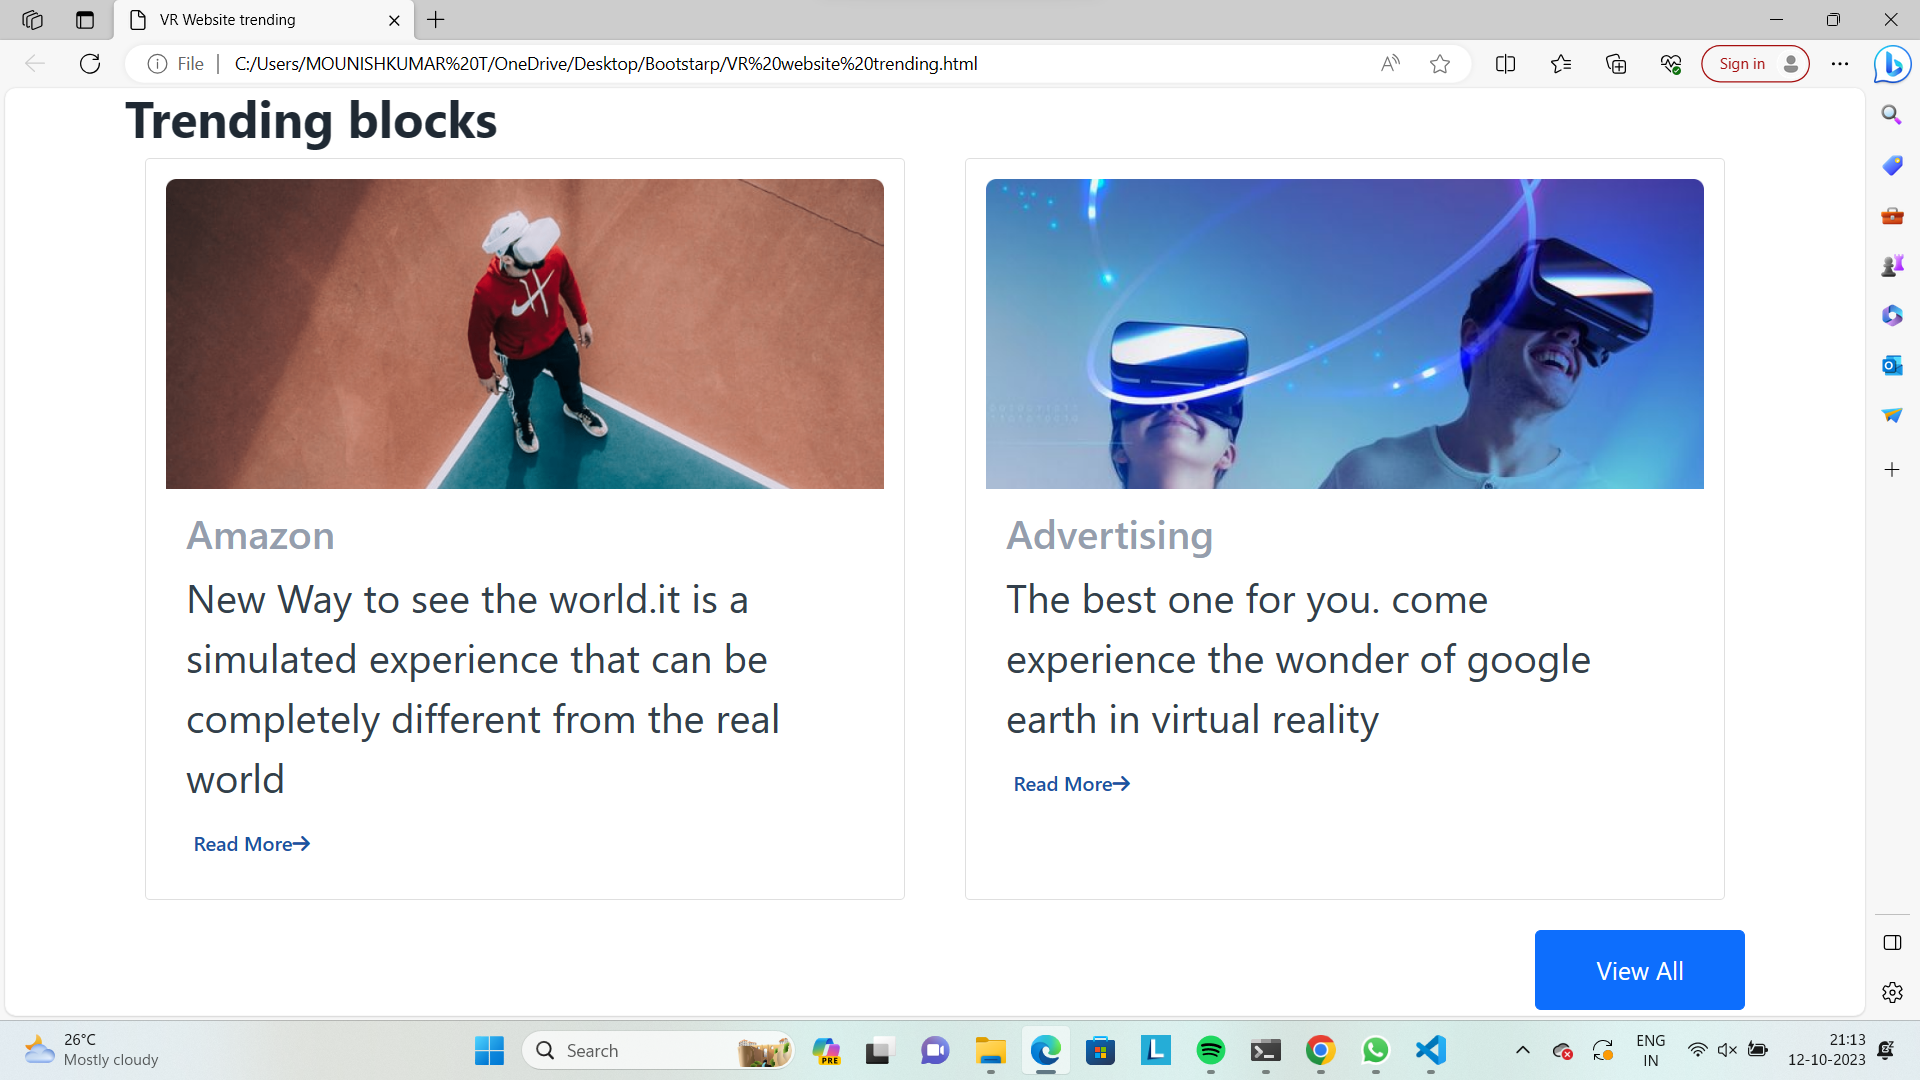 VR Website trending
File
C:/Users/MOUNISHKUMAR%20T/OneDrive/Desktop/Bootstarp/VR%20website%20trending.html
Sign in
Trending blocks
Amazon
New Way to see the world.it is a
simulated experience that can be
completely different from the real
world
Read More
Advertising
The best one for you. come
experience the wonder of google
earth in virtual reality
Read More
View All
26°C
Mostly cloudy
Search
PRE
L
ENG
IN
21:13
12-10-2023